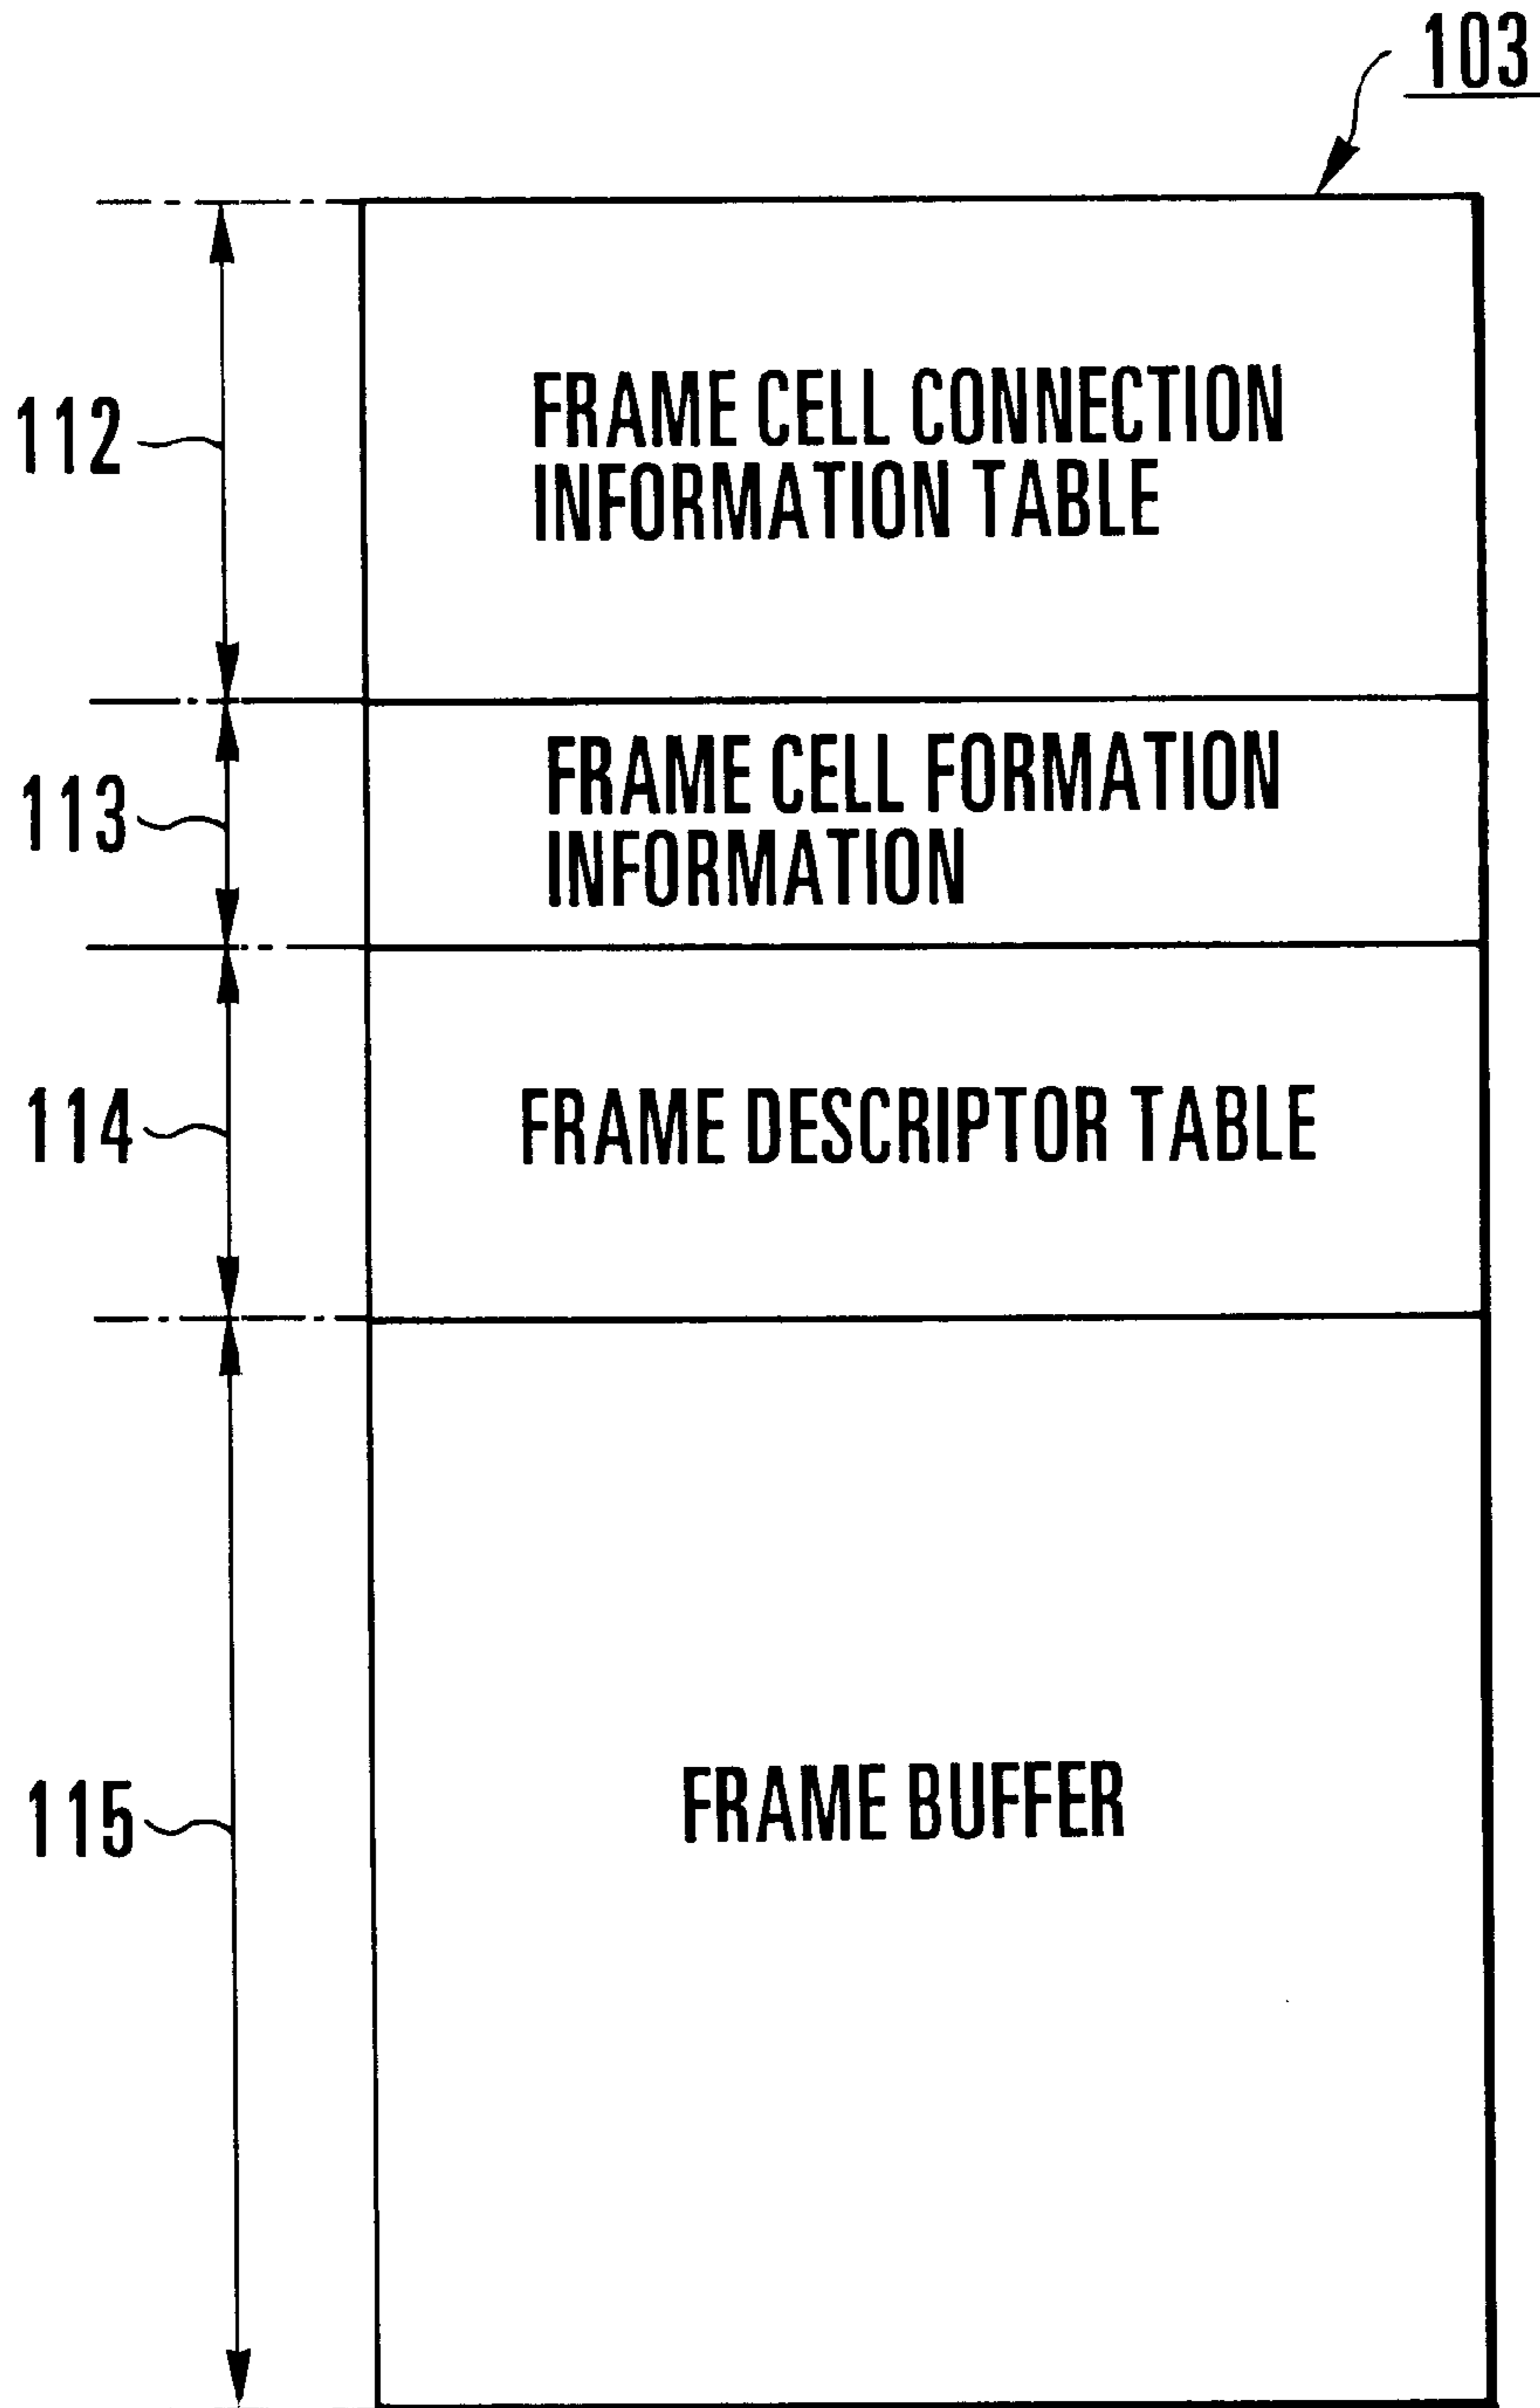 103
112
FRAME CELL CONNECTION
INFORMATION TABLE
113
FRAME CELL FORMATION
INFORMATION
114
FRAME DESCRIPTOR TABLE
115
FRAME BUFFER